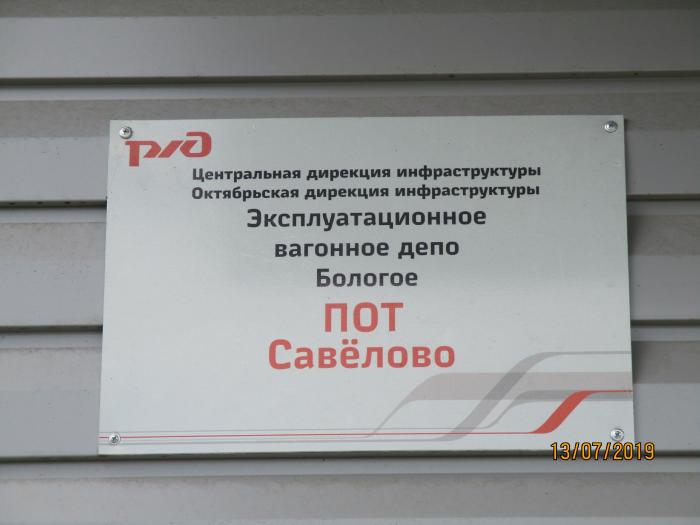 РЖД
Центральная дирекция инфраструктуры
Октябрьская дирекция инфраструктуры
Эксплуатационное
вагонное депо
Бологое
ПОТ
Савёлово
13/07/2019